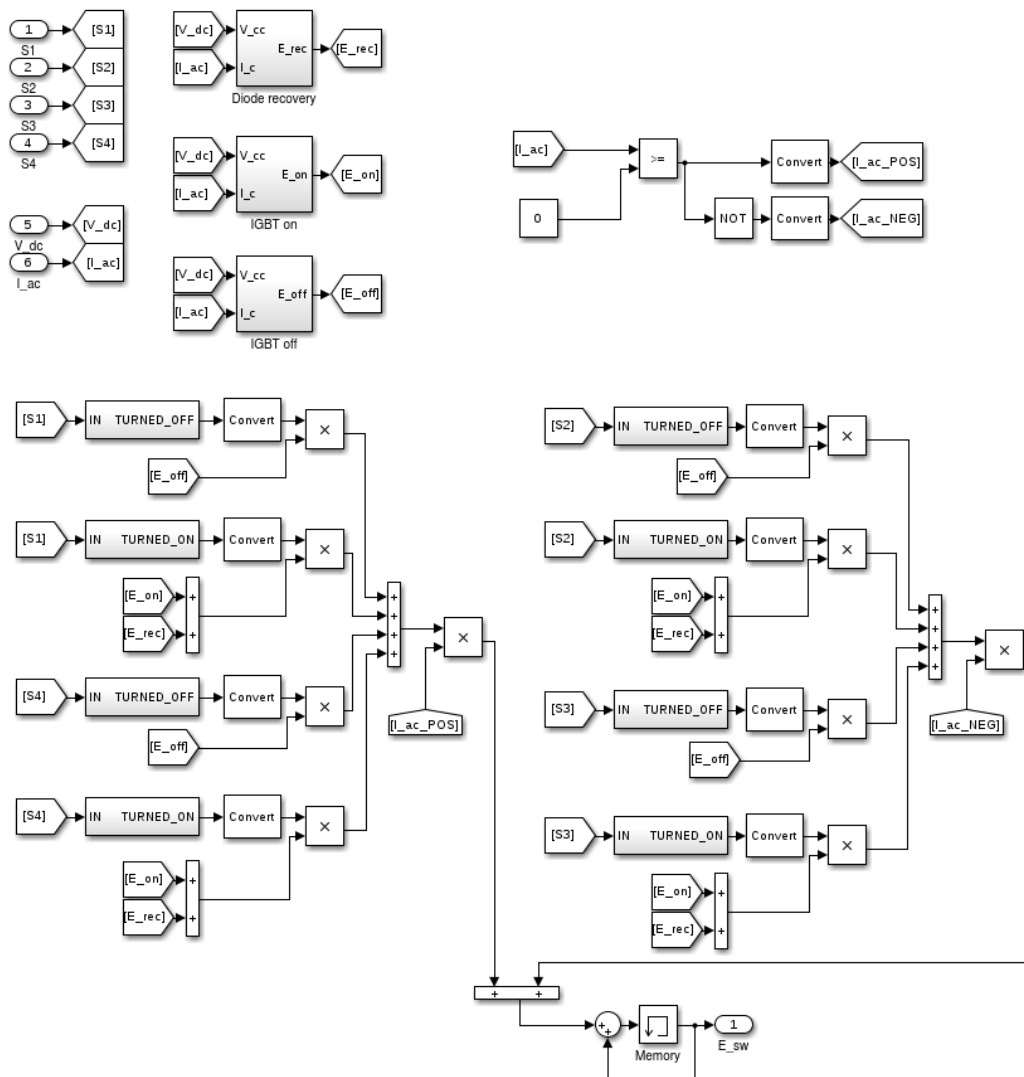 1
[S1]
S1
2
[S2]
S2
3
[S3]
S3
4
[S4]
S4
5
[V_dc]
V_dc
6
[I_ac]
I_ac
[V_dc]
V_cc
E_rec
[E_rec]
[I_ac]
I_c
Diode recovery
[V_dc]
V_cc
E_on
[E_on]
[I_ac]
I_c
IGBT on
[V_dc]
V_cc
E_off
[E_off]
[I_ac]
I_c
IGBT off
[I_ac]
>=
Convert
[I_ac_POS]
0
NOT
Convert
[I_ac_NEG]
[S1]
IN TURNED_OFF
Convert
×
[E_off]
[S1]
IN TURNED_ON
Convert
×
[E_on]
+
[E_rec]
+
+
+
+
+
×
[I_ac_POS]
[S4]
IN TURNED_OFF
Convert
×
[E_off]
[S4]
IN TURNED_ON
Convert
×
[E_on]
+
[E_rec]
+
[S2]
IN TURNED_OFF
Convert
×
[E_off]
[S2]
IN TURNED_ON
Convert
×
[E_on]
+
[E_rec]
+
+
+
+
+
×
[I_ac_NEG]
[S3]
IN TURNED_OFF
Convert
×
[E_off]
[S3]
IN TURNED_ON
Convert
×
[E_on]
+
[E_rec]
+
+ +
+
+
Memory
1
E_sw